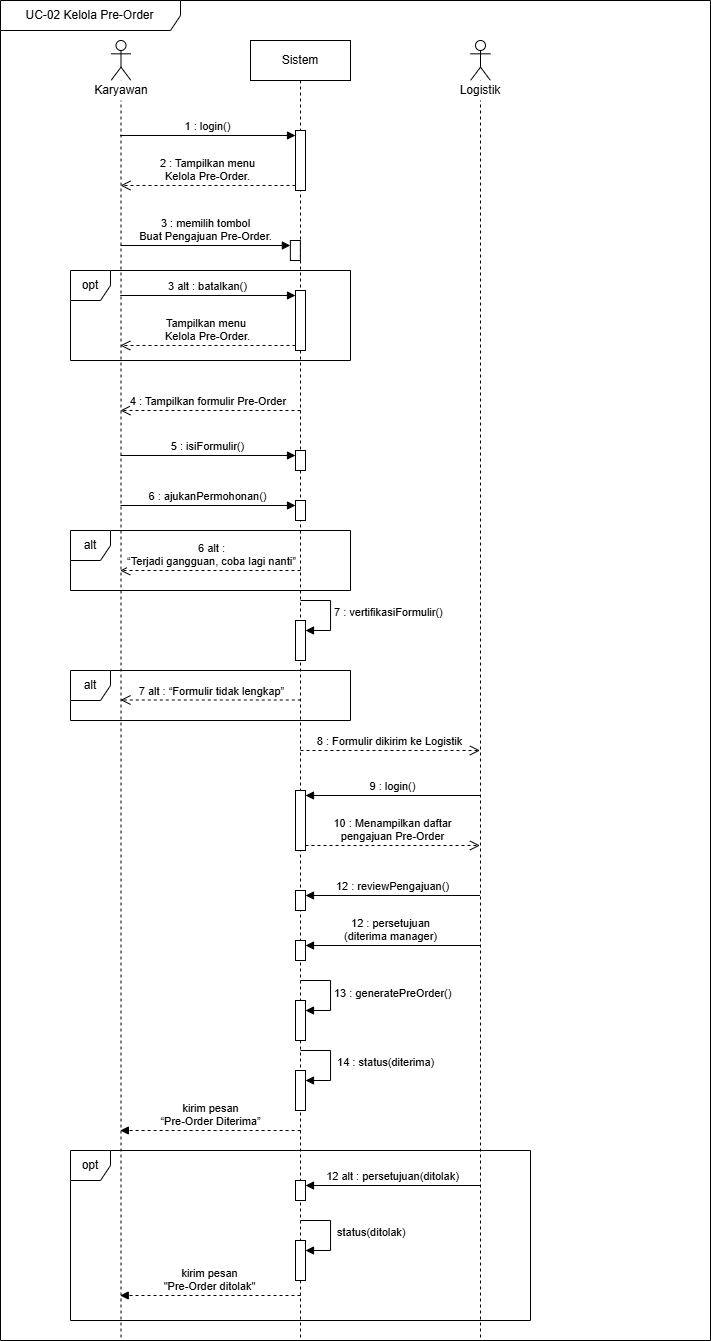 UC-02 Kelola Pre-Order
Karyawan
Sistem
Logistik
1 : login()
2 : Tampilkan menu
Kelola Pre-Order.
3 : memilih tombol
Buat Pengajuan Pre-Order.
opt
3 alt : batalkan()
Tampilkan menu
Kelola Pre-Order.
4 : Tampilkan formulir Pre-Order
5 : isiFormulir()
6 : ajukanPermohonan()
alt
6 alt :
“Terjadi gangguan, coba lagi nanti”
7 : vertifikasiFormulir()
alt
7 alt : “Formulir tidak lengkap”
8 : Formulir dikirim ke Logistik
9 : login()
10 : Menampilkan daftar
pengajuan Pre-Order
12 : reviewPengajuan()
12 : persetujuan
(diterima manager)
13 : generatePreOrder()
14 : status(diterima)
kirim pesan
“Pre-Order Diterima”
opt
12 alt : persetujuan(ditolak)
status(ditolak)
kirim pesan
"Pre-Order ditolak"